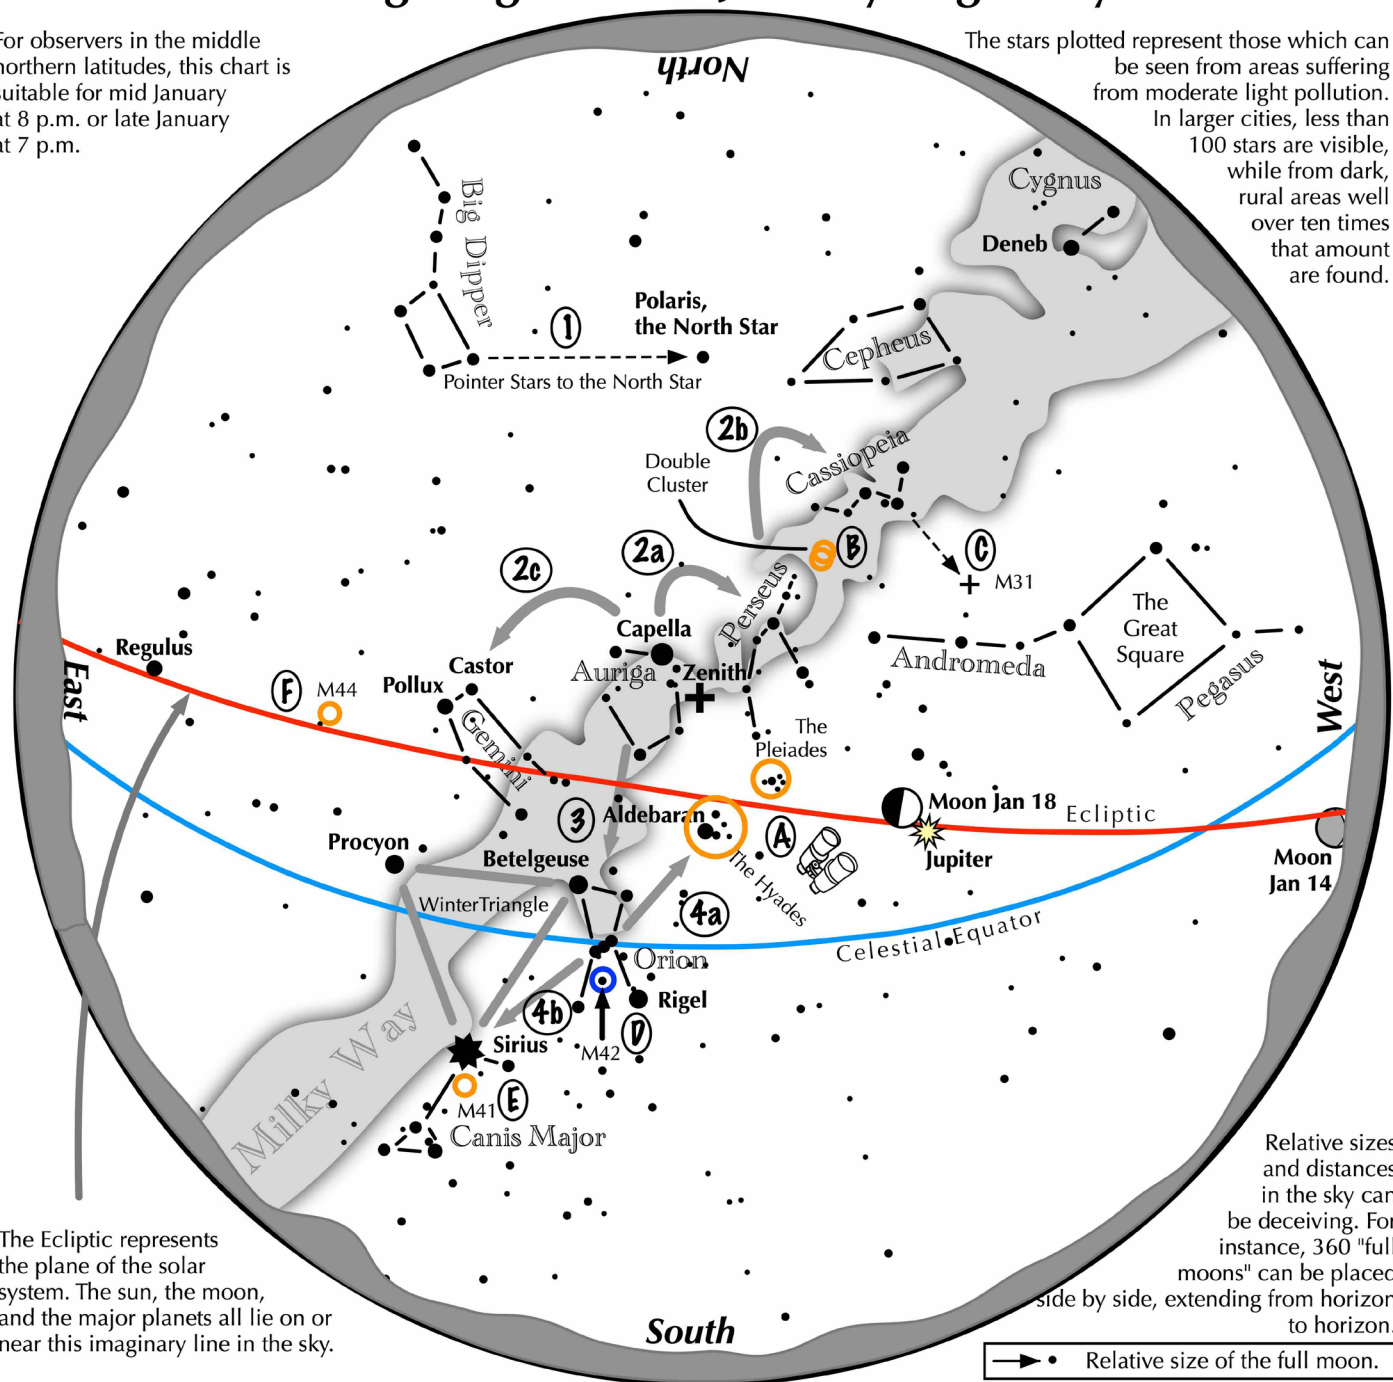 For observers in the middle
northern latitudes, this chart is
suitable for mid January
at 8 p.m. or late January
at 7 p.m.
The stars plotted represent those which can
be seen from areas suffering
from moderate light pollution.
In larger cities, less than
100 stars are visible,
while from dark,
rural areas well
over ten times
that amount
are found.
North
Big Dipper
Cygnus
Deneb
Polaris,
the North Star
1
Pointer Stars to the North Star
Cepheus
2b
Cassiopeia
Double
Cluster
B
C
M31
2a
2c
Perseus
Capella
Auriga
Zenith
The
Great
Square
Andromeda
Pegasus
West
East
Regulus
F
M44
Castor
Pollux
Gemini
The
Pleiades
3
Aldebaran
A
The Hyades
Moon Jan 18
Jupiter
Ecliptic
Moon
Jan 14
Procyon
Betelgeuse
Winter Triangle
4a
Celestial Equator
Orion
Rigel
4b
D
M42
Sirius
M41
E
Canis Major
Milky Way
South
The Ecliptic represents
the plane of the solar
system. The sun, the moon,
and the major planets all lie on or
near this imaginary line in the sky.
Relative sizes
and distances
in the sky can
be deceiving. For
instance, 360 "full
moons" can be placed
side by side, extending from horizon
to horizon.
Relative size of the full moon.